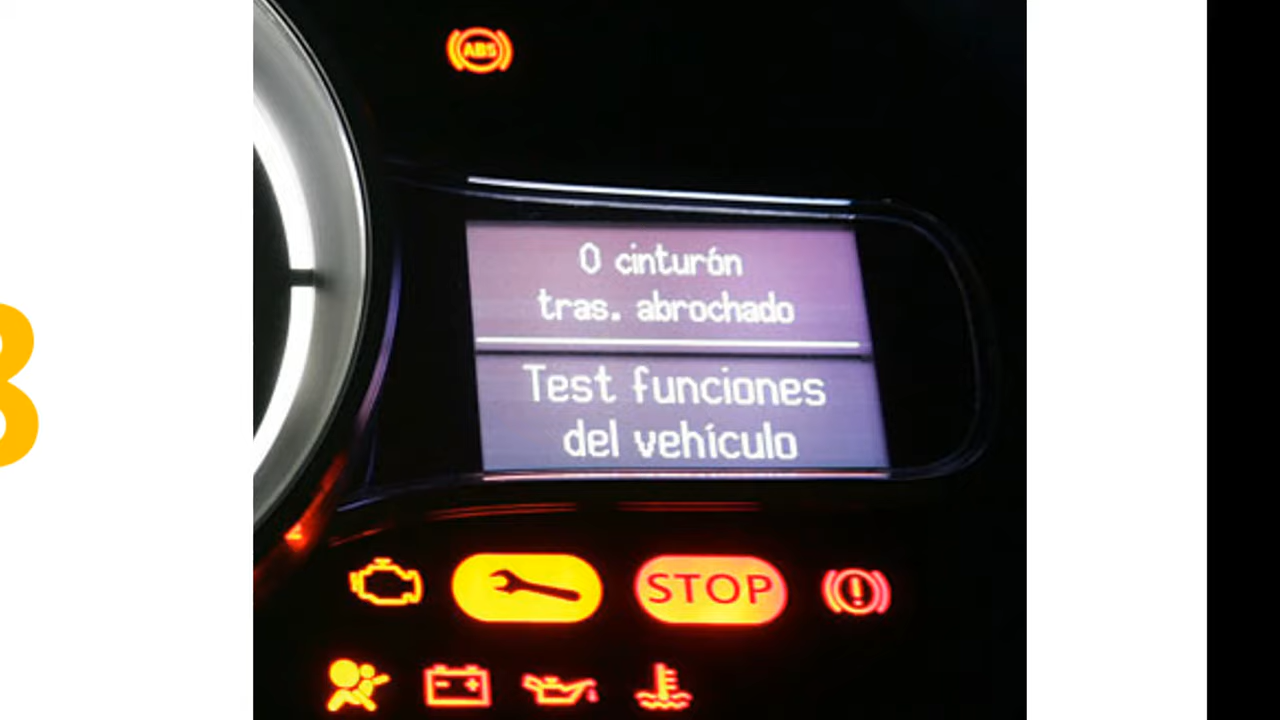 ABS
0 cinturón
tras. abrochado
Test funciones
del vehículo
STOP